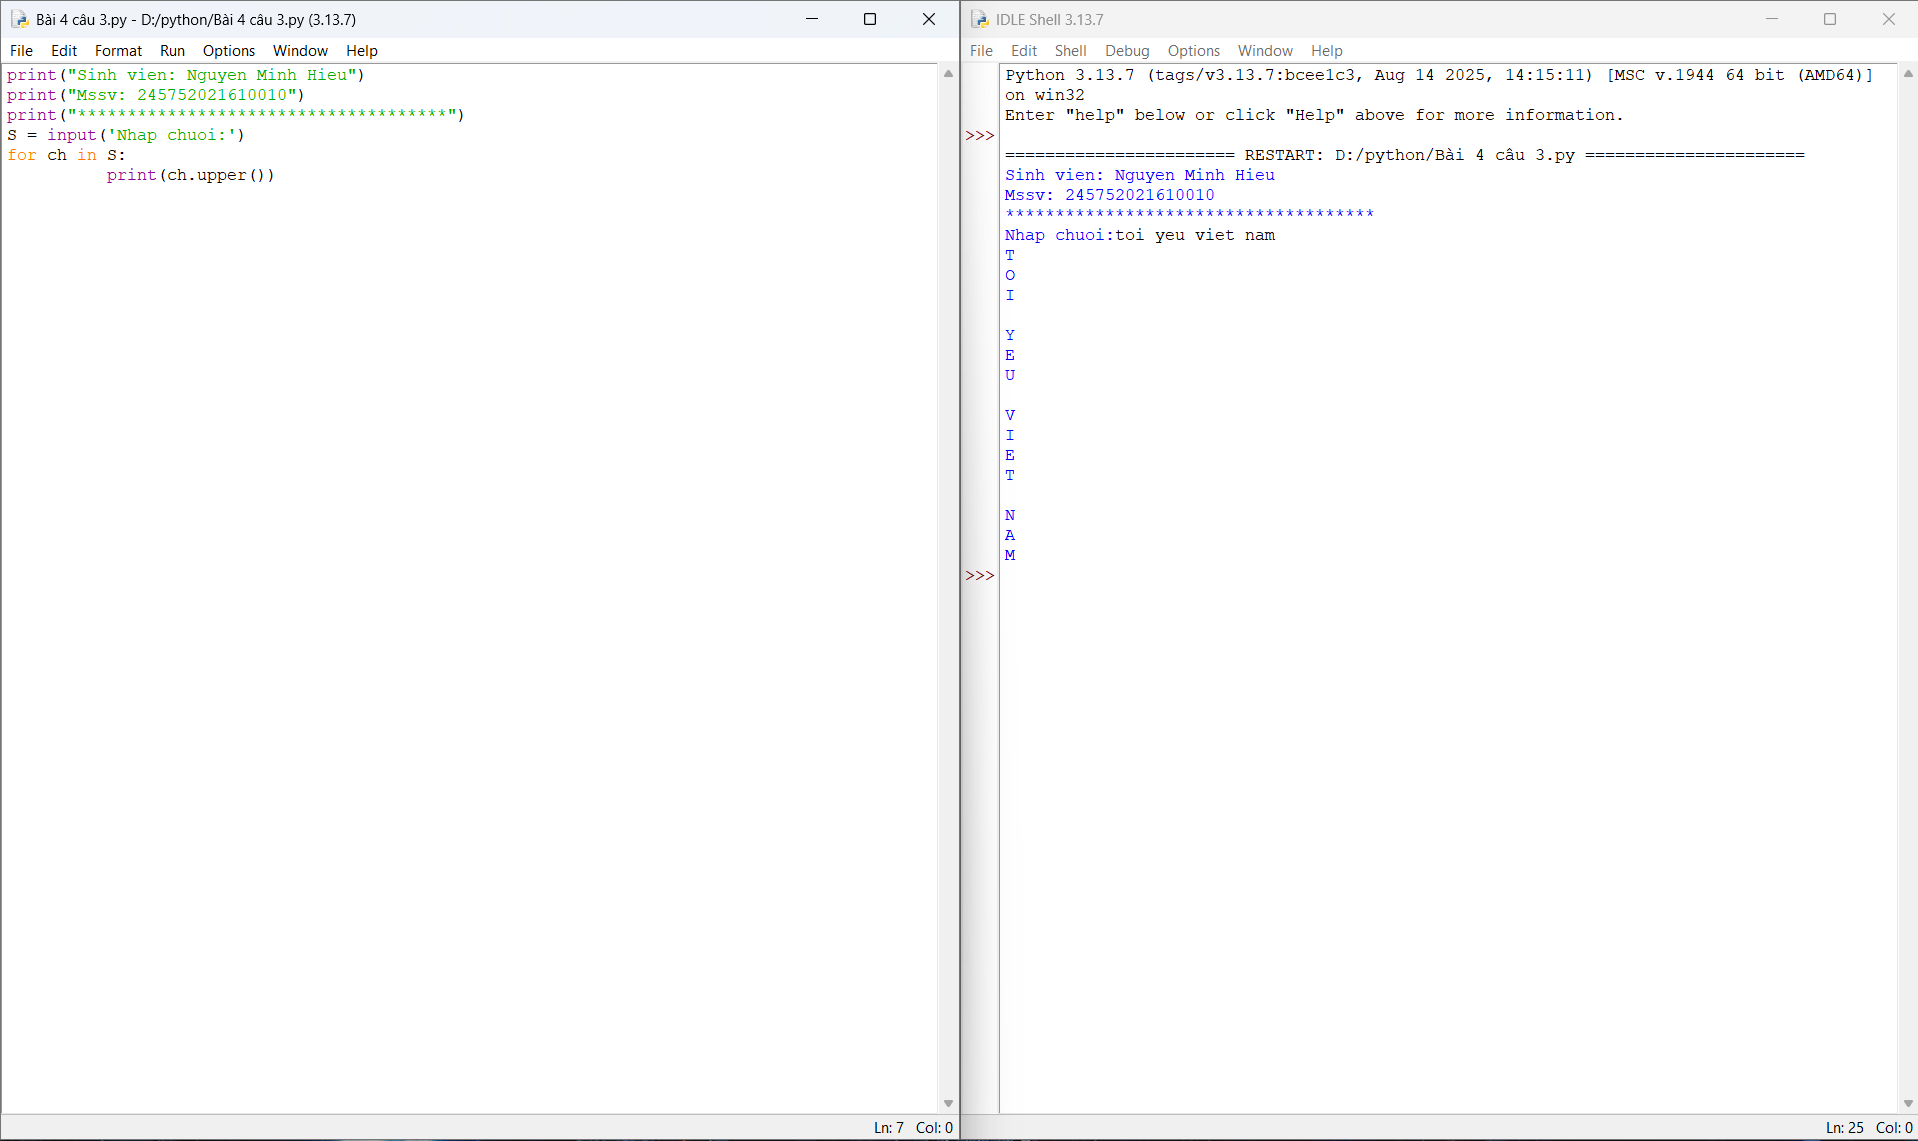 Bài 4 câu 3.py - D:/python/Bài 4 câu 3.py (3.13.7)
File Edit Format Run Options Window Help
print("Sinh vien: Nguyen Minh Hieu")
print("Mssv: 245752021610010")
print("*************************************")
S = input('Nhap chuoi:')
for ch in S:
          print(ch.upper())
Ln: 7 Col: 0
IDLE Shell 3.13.7
File Edit Shell Debug Options Window Help
Python 3.13.7 (tags/v3.13.7:bcee1c3, Aug 14 2025, 14:15:11) [MSC v.1944 64 bit (AMD64)]
on win32
Enter "help" below or click "Help" above for more information.
>>>
======================= RESTART: D:/python/Bài 4 câu 3.py ======================
Sinh vien: Nguyen Minh Hieu
Mssv: 245752021610010
*************************************
Nhap chuoi:toi yeu viet nam
T
O
I
Y
E
U
V
I
E
T
N
A
M
>>>
Ln: 25 Col: 0